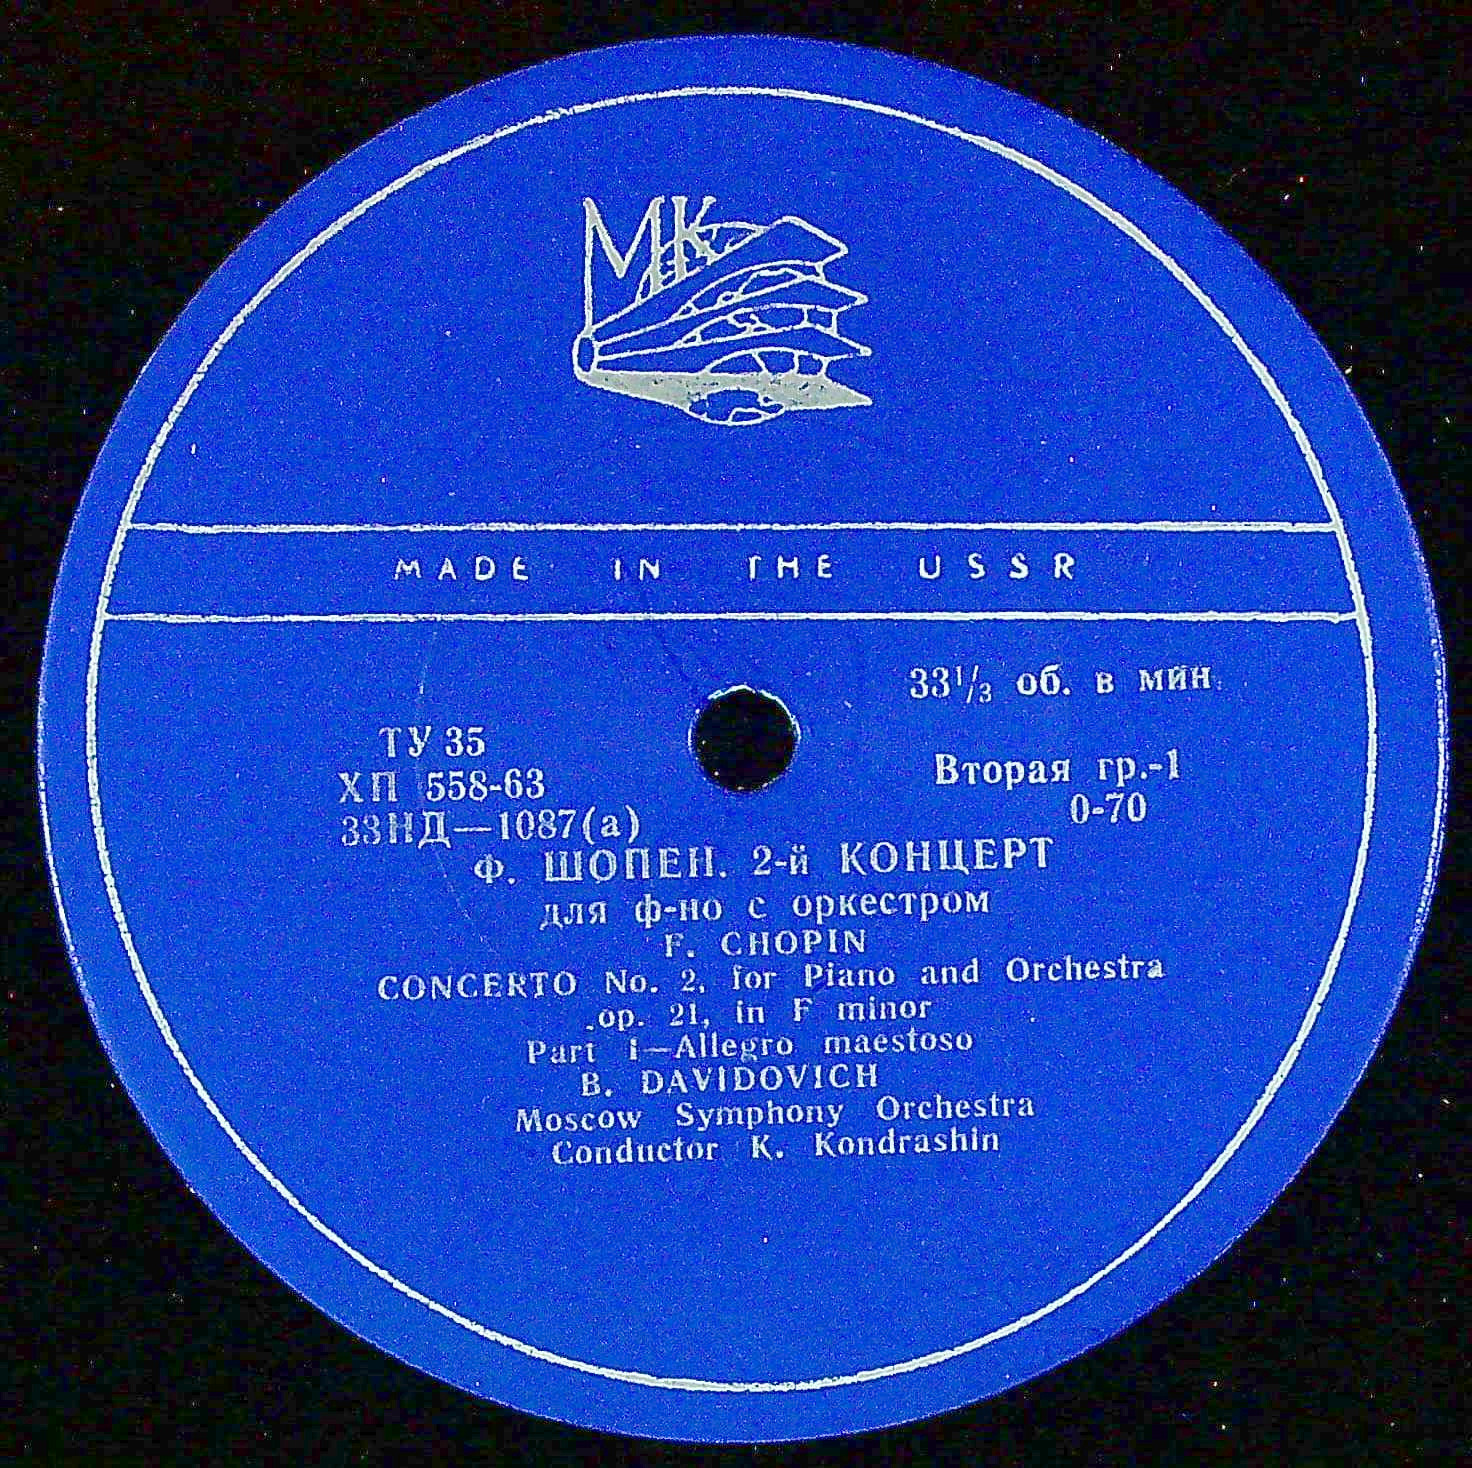 МК
MADE IN THE USSR
33⅓ об. в мин.
ТУ 35
ХП 558-63
33НД—1087(а)
Вторая гр.-1
0-70
Ф. ШОПЕН. 2-й КОНЦЕРТ
для ф-но с оркестром
F. CHOPIN
CONCERTO No. 2, for Piano and Orchestra
op. 21, in F minor
Part I—Allegro maestoso
B. DAVIDOVICH
Moscow Symphony Orchestra
Conductor K. Kondrashin